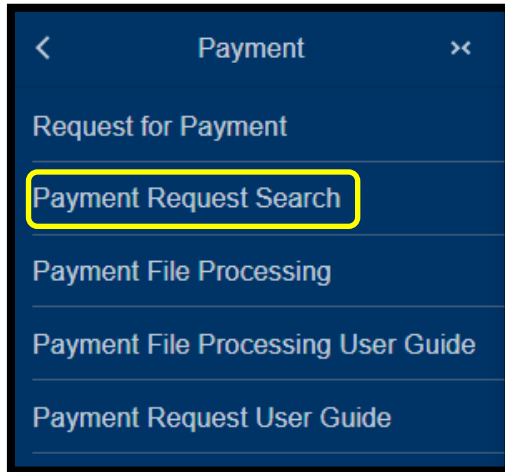 Payment
Request for Payment
Payment Request Search
Payment File Processing
Payment File Processing User Guide
Payment Request User Guide